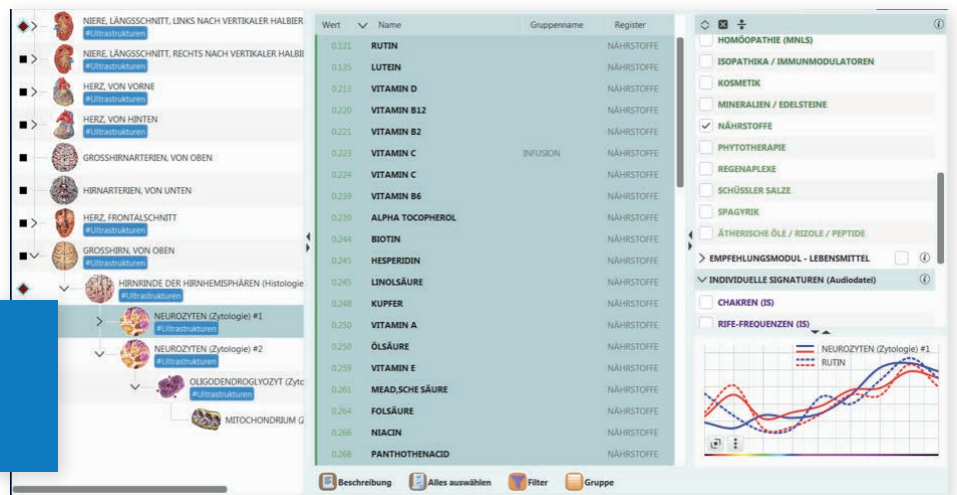 NIERE, LÄNGSSCHNITT, LINKS NACH VERTIKALER HALBIER
#Ultrastrukturen
NIERE, LÄNGSSCHNITT, RECHTS NACH VERTIKALER HALBI
#Ultrastrukturen
HERZ, VON VORNE
#Ultrastrukturen
HERZ, VON HINTEN
#Ultrastrukturen
GROSSHIRNARTERIEN, VON OBEN
HIRNARTERIEN, VON UNTEN
HERZ, FRONTALSCHNITT
#Ultrastrukturen
GROSSHIRN, VON OBEN
#Ultrastrukturen
HIRNRINDE DER HIRNHEMISPHÄREN (Histologie
#Ultrastrukturen
NEUROZYTEN (Zytologie) #1
#Ultrastrukturen
NEUROZYTEN (Zytologie) #2
#Ultrastrukturen
OLIGODENDROGLYOZYT (Zyto
#Ultrastrukturen
MITOCHONDRIUM (Z
Wert Name Gruppenname Register
0.121 RUTIN NÄHRSTOFFE
0.135 LUTEIN NÄHRSTOFFE
0.213 VITAMIN D NÄHRSTOFFE
0.220 VITAMIN B12 NÄHRSTOFFE
0.221 VITAMIN B2 NÄHRSTOFFE
0.223 VITAMIN C INFUSION NÄHRSTOFFE
0.224 VITAMIN C NÄHRSTOFFE
0.239 VITAMIN B6 NÄHRSTOFFE
0.239 ALPHA TOCOPHEROL NÄHRSTOFFE
0.244 BIOTIN NÄHRSTOFFE
0.245 HESPERIDIN NÄHRSTOFFE
0.245 LINOLSÄURE NÄHRSTOFFE
0.248 KUPFER NÄHRSTOFFE
0.250 VITAMIN A NÄHRSTOFFE
0.250 ÖLSÄURE NÄHRSTOFFE
0.259 VITAMIN E NÄHRSTOFFE
0.261 MEAD,SCHE SÄURE NÄHRSTOFFE
0.264 FOLSÄURE NÄHRSTOFFE
0.266 NIACIN NÄHRSTOFFE
0.268 PANTHOTHENACID NÄHRSTOFFE
Beschreibung Alles auswählen Filter Gruppe
HOMÖOPATHIE (MNLS)
ISOPATHIKA / IMMUNMODULATOREN
KOSMETIK
MINERALIEN / EDELSTEINE
NÄHRSTOFFE
PHYTOTHERAPIE
REGENAPLEXE
SCHÜSSLER SALZE
SPAGYRIK
ÄTHERISCHE ÖLE / RIZOLE / PEPTIDE
EMPFEHLUNGSMODUL - LEBENSMITTEL
INDIVIDUELLE SIGNATUREN (Audiodatei)
CHAKREN (IS)
RIFE-FREQUENZEN (IS)
NEUROZYTEN (Zytologie) #1
RUTIN